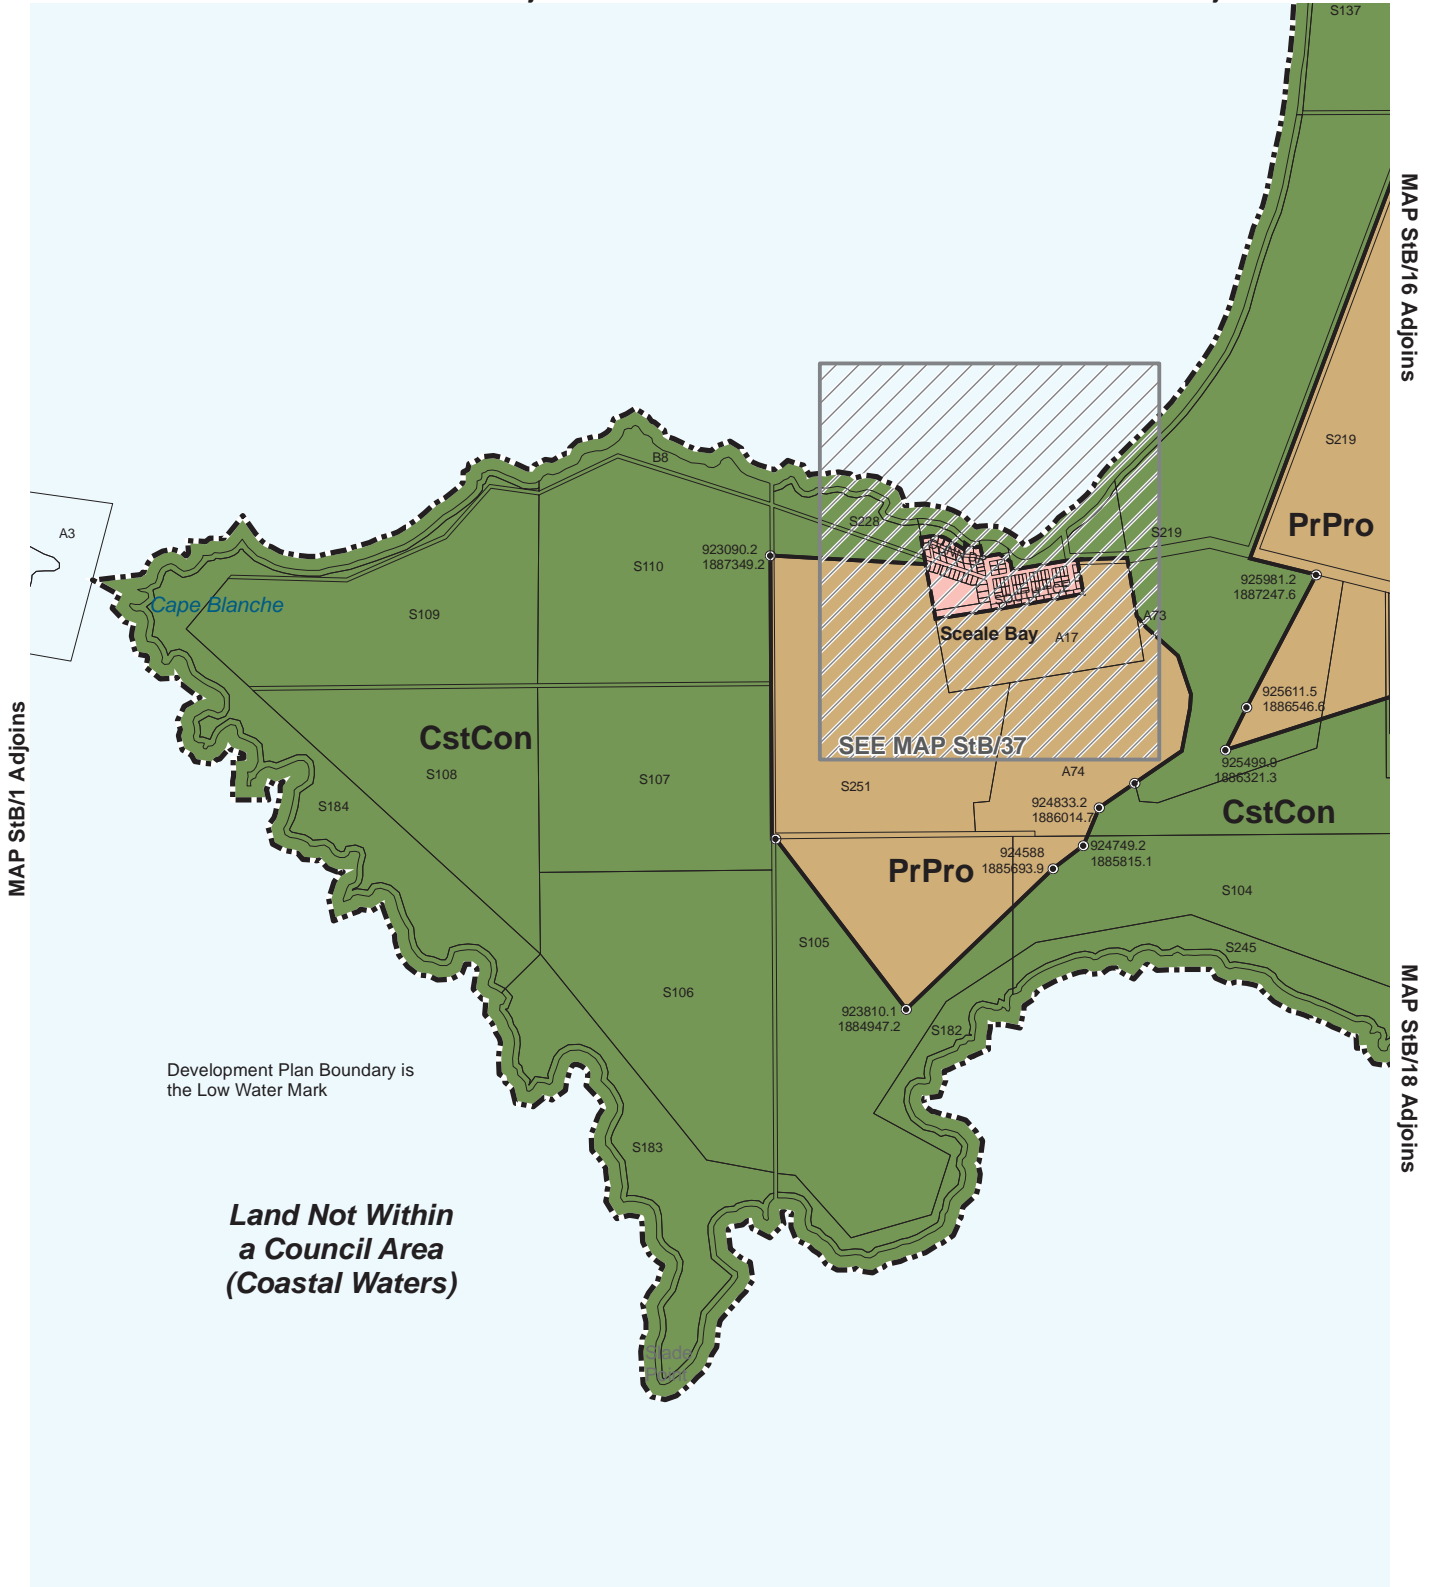 S137
MAP StB/16 Adjoins
S219
PrPro
B8
A3
S228
S219
923090.2
1887349.2
S110
925981.2
1887247.6
Cape Blanche
S109
A73
Sceale Bay
A17
925611.5
1886546.6
MAP StB/1 Adjoins
CstCon
SEE MAP StB/37
S108
S107
S251
A74
925499.9
1886321.3
S184
924833.2
1886014.7
CstCon
924588
1885693.9
924749.2
1885815.1
PrPro
S104
S105
S245
S106
923810.1
1884947.2
S182
MAP StB/18 Adjoins
Development Plan Boundary is
the Low Water Mark
S183
Land Not Within
a Council Area
(Coastal Waters)
Slade
Point